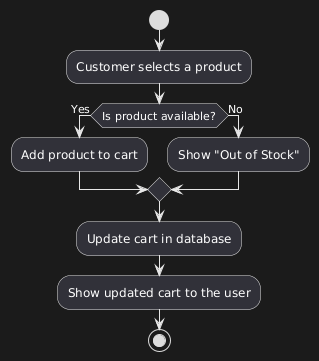 Customer selects a product
Yes
Is product available?
No
Add product to cart
Show "Out of Stock"
Update cart in database
Show updated cart to the user